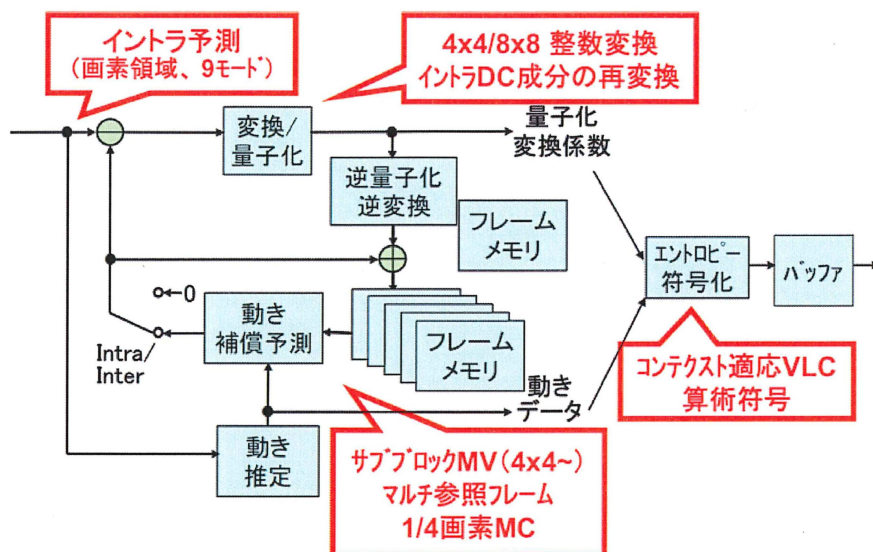 イントラ予測
(画素領域、9モード)
4x4/8x8 整数変換
イントラDC成分の再変換
変換/
量子化
量子化
変換係数
逆量子化
逆変換
フレーム
メモリ
エントロピー
符号化
バッファ
0
動き
補償予測
Intra/
Inter
フレーム
メモリ
コンテクスト適応VLC
算術符号
動き
データ
動き
推定
サブブロックMV(4x4~)
マルチ参照フレーム
1/4画素MC